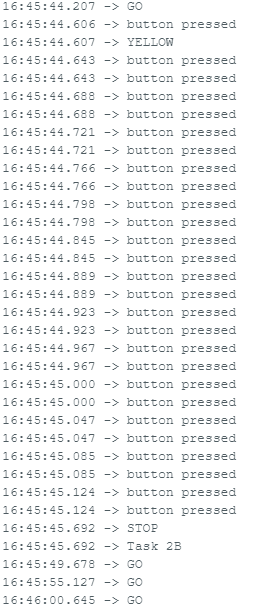 16:45:44.207 -> GO
16:45:44.606 -> button pressed
16:45:44.607 -> YELLOW
16:45:44.643 -> button pressed
16:45:44.643 -> button pressed
16:45:44.688 -> button pressed
16:45:44.688 -> button pressed
16:45:44.721 -> button pressed
16:45:44.721 -> button pressed
16:45:44.766 -> button pressed
16:45:44.766 -> button pressed
16:45:44.798 -> button pressed
16:45:44.798 -> button pressed
16:45:44.845 -> button pressed
16:45:44.845 -> button pressed
16:45:44.889 -> button pressed
16:45:44.889 -> button pressed
16:45:44.923 -> button pressed
16:45:44.923 -> button pressed
16:45:44.967 -> button pressed
16:45:44.967 -> button pressed
16:45:45.000 -> button pressed
16:45:45.000 -> button pressed
16:45:45.047 -> button pressed
16:45:45.047 -> button pressed
16:45:45.085 -> button pressed
16:45:45.085 -> button pressed
16:45:45.124 -> button pressed
16:45:45.124 -> button pressed
16:45:45.692 -> STOP
16:45:45.692 -> Task 2B
16:45:49.678 -> GO
16:45:55.127 -> GO
16:46:00.645 -> GO